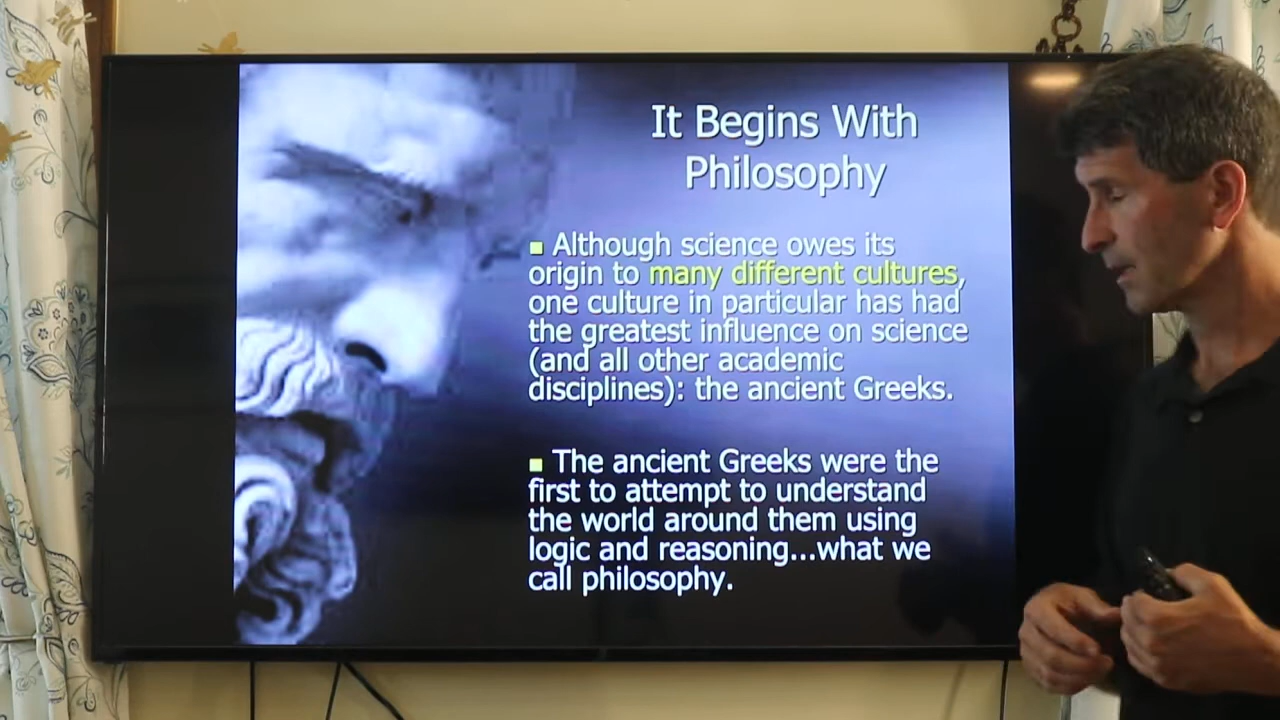 It Begins With
Philosophy
Although science owes its
origin to many different cultures,
one culture in particular has had
the greatest influence on science
(and all other academic
disciplines): the ancient Greeks.
The ancient Greeks were the
first to attempt to understand
the world around them using
logic and reasoning...what we
call philosophy.